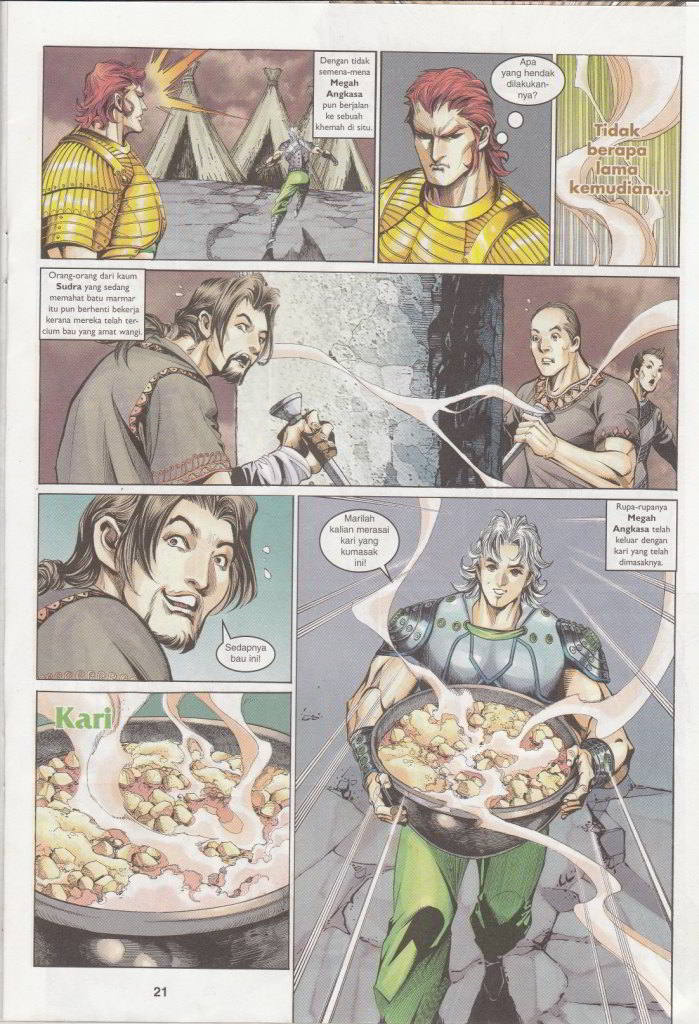 Dengan tidak
semena-mena
Megah
Angkasa
pun berjalan
ke sebuah
khemah di situ.
Apa
yang hendak
dilakukan-
nya?
Tidak
berapa
lama
kemudian...
Orang-orang dari kaum
Sudra yang sedang
memahat batu marmar
itu pun berhenti bekerja
kerana mereka telah ter-
cium bau yang amat wangi.
Sedapnya
bau ini!
Kari
Marilah
kalian merasai
kari yang
kumasak
ini!
Rupa-rupanya
Megah
Angkasa telah
keluar dengan
kari yang telah
dimasaknya.
21